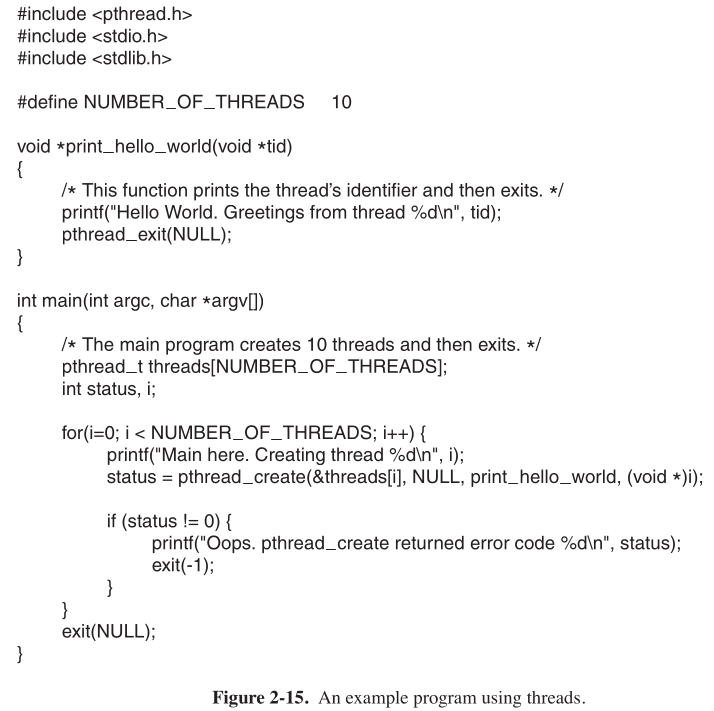 #include <pthread.h>
#include <stdio.h>
#include <stdlib.h>

#define NUMBER_OF_THREADS 10

void *print_hello_world(void *tid)
{
/* This function prints the thread’s identifier and then exits. */
printf("Hello World. Greetings from thread %d\n", tid);
pthread_exit(NULL);
}

int main(int argc, char *argv[])
{
/* The main program creates 10 threads and then exits. */
pthread_t threads[NUMBER_OF_THREADS];
int status, i;

for(i=0; i < NUMBER_OF_THREADS; i++) {
printf("Main here. Creating thread %d\n", i);
status = pthread_create(&threads[i], NULL, print_hello_world, (void *)i);

if (status != 0) {
printf("Oops. pthread_create returned error code %d\n", status);
exit(-1);
}
}
exit(NULL);
}

Figure 2-15. An example program using threads.